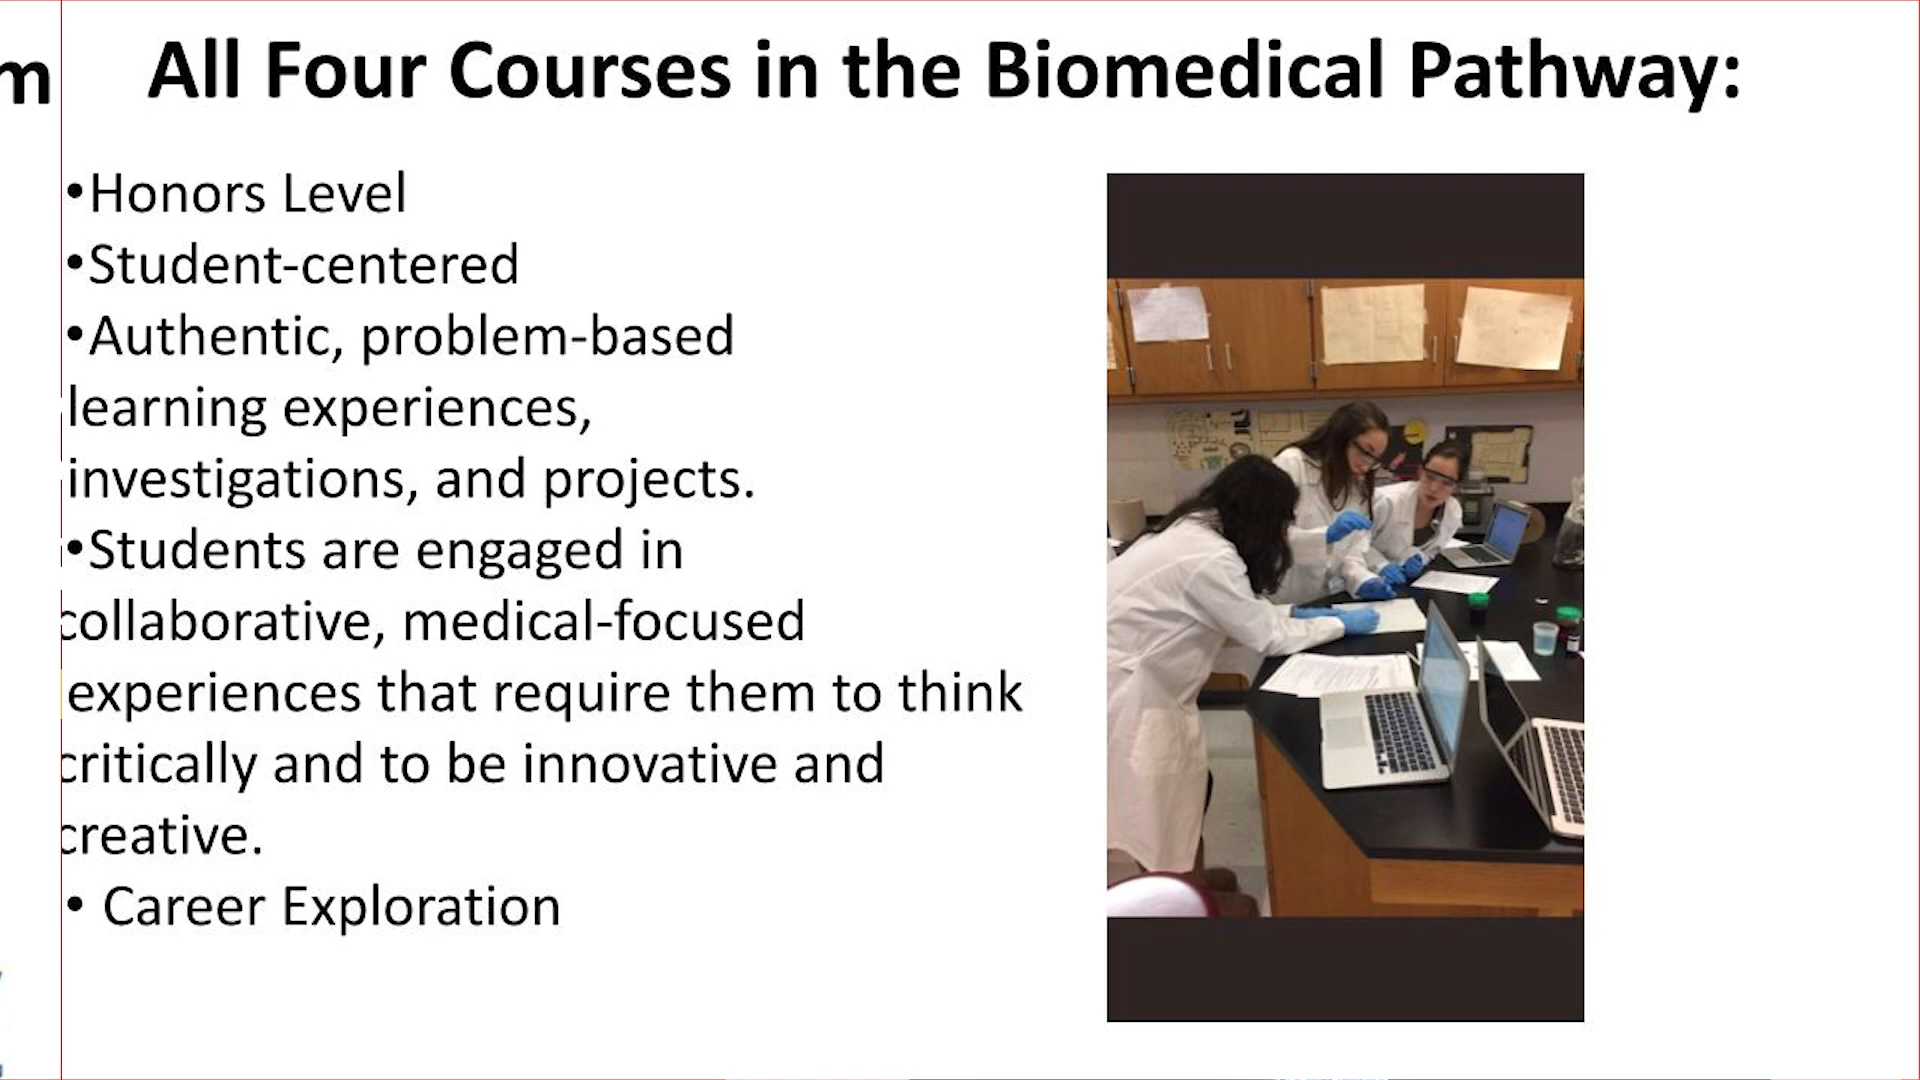 m
All Four Courses in the Biomedical Pathway:
•Honors Level
•Student-centered
•Authentic, problem-based
learning experiences,
investigations, and projects.
•Students are engaged in
collaborative, medical-focused
experiences that require them to think
critically and to be innovative and
creative.
• Career Exploration